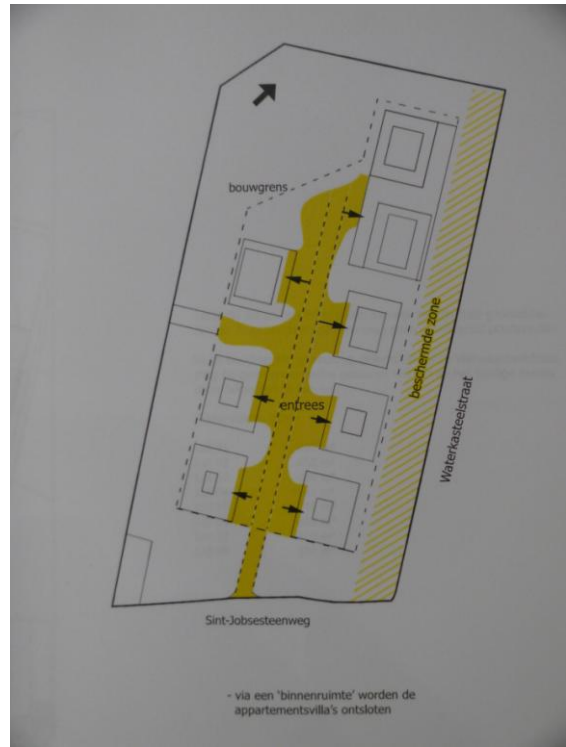 bouwgrens
beschermde zone
Waterkasteelstraat
entrees
Sint-Jobsesteenweg
- via een 'binnenruimte' worden de
appartementsvilla's ontsloten